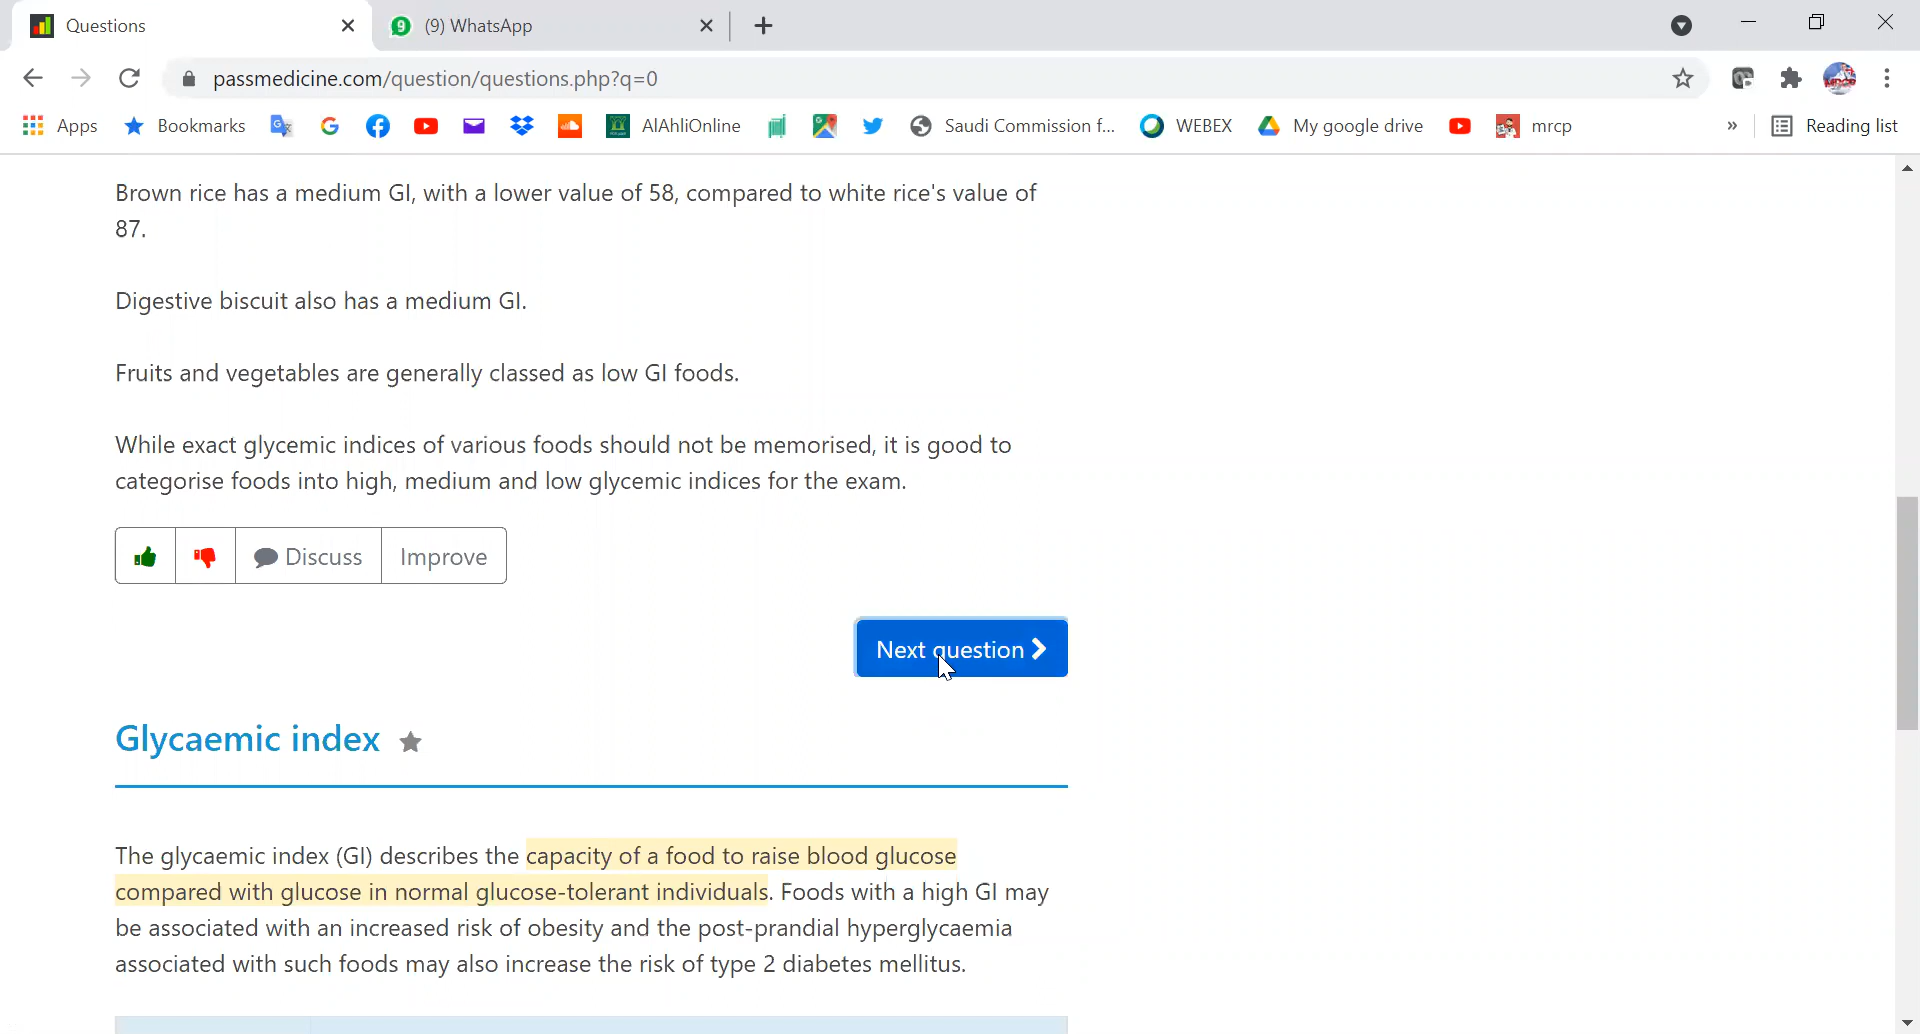 Questions
(9) WhatsApp
passmedicine.com/question/questions.php?q=0
Apps
Bookmarks
AlAhliOnline
Saudi Commission f...
WEBEX
My google drive
mrcp
»
Reading list
Brown rice has a medium GI, with a lower value of 58, compared to white rice's value of
87.
Digestive biscuit also has a medium GI.
Fruits and vegetables are generally classed as low GI foods.
While exact glycemic indices of various foods should not be memorised, it is good to
categorise foods into high, medium and low glycemic indices for the exam.
Discuss
Improve
Next question
Glycaemic index
The glycaemic index (GI) describes the capacity of a food to raise blood glucose
compared with glucose in normal glucose-tolerant individuals. Foods with a high GI may
be associated with an increased risk of obesity and the post-prandial hyperglycaemia
associated with such foods may also increase the risk of type 2 diabetes mellitus.